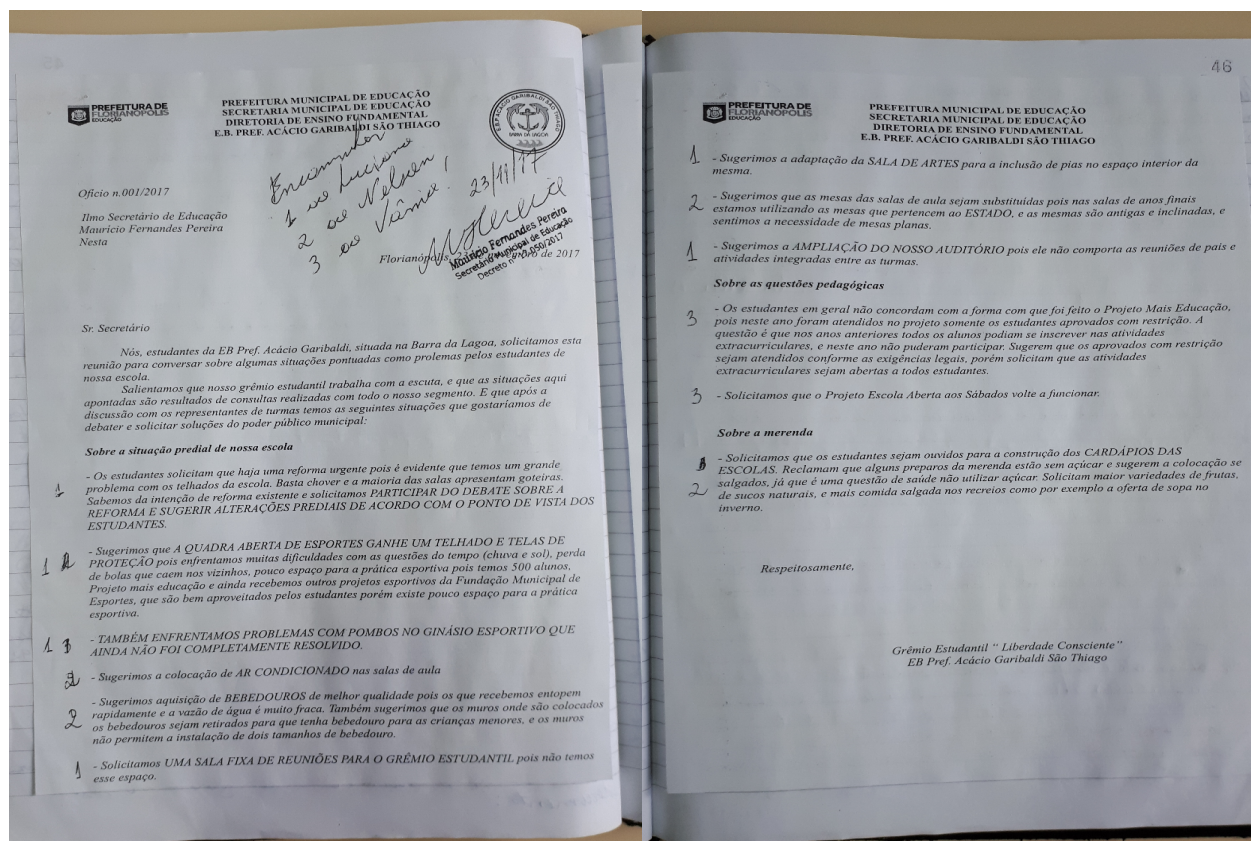 PREFEITURA DE
FLORIANÓPOLIS
EDUCAÇÃO
PREFEITURA MUNICIPAL DE EDUCAÇÃO
SECRETARIA MUNICIPAL DE EDUCAÇÃO
DIRETORIA DE ENSINO FUNDAMENTAL
E.B. PREF. ACÁCIO GARIBALDI SÃO THIAGO
E.B.P. ACÁCIO GARIBALDI SÃO THIAGO
BARRA DA LAGOA
Encaminhar
1 ao Luciano
2 ao Nelson,
3 ao Vânio.
23/11/17
Oficio n.001/2017
Ilmo Secretário de Educação
Mauricio Fernandes Pereira
Nesta
Maurício Fernandes Pereira
Secretário Municipal de Educação
Decreto nº 17.050/2017
Florianópolis, de 2017
Sr. Secretário
Nós, estudantes da EB Pref. Acácio Garibaldi, situada na Barra da Lagoa, solicitamos esta
reunião para conversar sobre algumas situações pontuadas como prolemas pelos estudantes de
nossa escola.
Salientamos que nosso grêmio estudantil trabalha com a escuta, e que as situações aqui
apontadas são resultados de consultas realizadas com todo o nosso segmento. E que após a
discussão com os representantes de turmas temos as seguintes situações que gostaríamos de
debater e solicitar soluções do poder público municipal:
Sobre a situação predial de nossa escola
- Os estudantes solicitam que haja uma reforma urgente pois é evidente que temos um grande
1 problema com os telhados da escola. Basta chover e a maioria das salas apresentam goteiras.
Sabemos da intenção de reforma existente e solicitamos PARTICIPAR DO DEBATE SOBRE A
REFORMA E SUGERIR ALTERAÇÕES PREDIAIS DE ACORDO COM O PONTO DE VISTA DOS
ESTUDANTES.
- Sugerimos que A QUADRA ABERTA DE ESPORTES GANHE UM TELHADO E TELAS DE
1 PROTEÇÃO pois enfrentamos muitas dificuldades com as questões do tempo (chuva e sol), perda
de bolas que caem nos vizinhos, pouco espaço para a prática esportiva pois temos 500 alunos,
Projeto mais educação e ainda recebemos outros projetos esportivos da Fundação Municipal de
Esportes, que são bem aproveitados pelos estudantes porém existe pouco espaço para a prática
esportiva.
1 - TAMBÉM ENFRENTAMOS PROBLEMAS COM POMBOS NO GINÁSIO ESPORTIVO QUE
AINDA NÃO FOI COMPLETAMENTE RESOLVIDO.
2 - Sugerimos a colocação de AR CONDICIONADO nas salas de aula
- Sugerimos aquisição de BEBEDOUROS de melhor qualidade pois os que recebemos entopem
2 rapidamente e a vazão de água é muito fraca. Também sugerimos que os muros onde são colocados
os bebedouros sejam retirados para que tenha bebedouro para as crianças menores, e os muros
não permitem a instalação de dois tamanhos de bebedouro.
1 - Solicitamos UMA SALA FIXA DE REUNIÕES PARA O GRÊMIO ESTUDANTIL pois não temos
esse espaço.
46
PREFEITURA DE
FLORIANÓPOLIS
EDUCAÇÃO
PREFEITURA MUNICIPAL DE EDUCAÇÃO
SECRETARIA MUNICIPAL DE EDUCAÇÃO
DIRETORIA DE ENSINO FUNDAMENTAL
E.B. PREF. ACÁCIO GARIBALDI SÃO THIAGO
1 - Sugerimos a adaptação da SALA DE ARTES para a inclusão de pias no espaço interior da
mesma.
2 - Sugerimos que as mesas das salas de aula sejam substituídas pois nas salas de anos finais
estamos utilizando as mesas que pertencem ao ESTADO, e as mesmas são antigas e inclinadas, e
sentimos a necessidade de mesas planas.
1 - Sugerimos a AMPLIAÇÃO DO NOSSO AUDITÓRIO pois ele não comporta as reuniões de pais e
atividades integradas entre as turmas.
Sobre as questões pedagógicas
3 - Os estudantes em geral não concordam com a forma com que foi feito o Projeto Mais Educação,
pois neste ano foram atendidos no projeto somente os estudantes aprovados com restrição. A
questão é que nos anos anteriores todos os alunos podiam se inscrever nas atividades
extracurriculares, e neste ano não puderam participar. Sugerem que os aprovados com restrição
sejam atendidos conforme as exigências legais, porém solicitam que as atividades
extracurriculares sejam abertas a todos estudantes.
3 - Solicitamos que o Projeto Escola Aberta aos Sábados volte a funcionar.
Sobre a merenda
- Solicitamos que os estudantes sejam ouvidos para a construção dos CARDÁPIOS DAS
ESCOLAS. Reclamam que alguns preparos da merenda estão sem açúcar e sugerem a colocação se
2 salgados, já que é uma questão de saúde não utilizar açúcar. Solicitam maior variedades de frutas,
de sucos naturais, e mais comida salgada nos recreios como por exemplo a oferta de sopa no
inverno.
Respeitosamente,
Grêmio Estudantil " Liberdade Consciente"
EB Pref. Acácio Garibaldi São Thiago